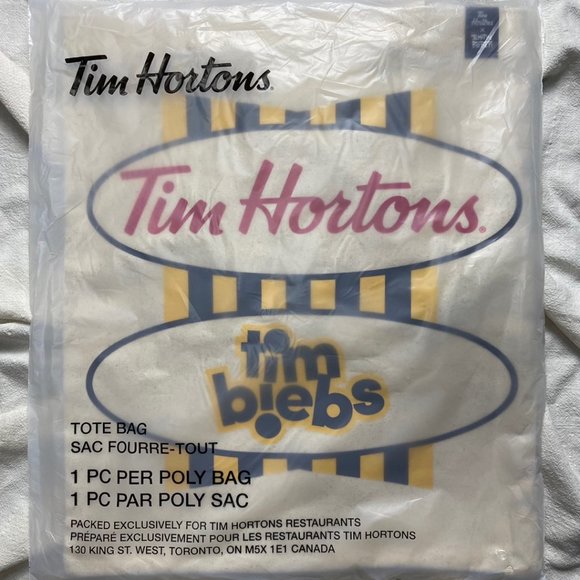 Tim
Hortons
×
Tim Hortons®
Tim Hortons®
tim
biebs
TOTE BAG
SAC FOURRE-TOUT
1 PC PER POLY BAG
1 PC PAR POLY SAC
PACKED EXCLUSIVELY FOR TIM HORTONS RESTAURANTS
PRÉPARÉ EXCLUSIVEMENT POUR LES RESTAURANTS TIM HORTONS
130 KING ST. WEST, TORONTO, ON M5X 1E1 CANADA